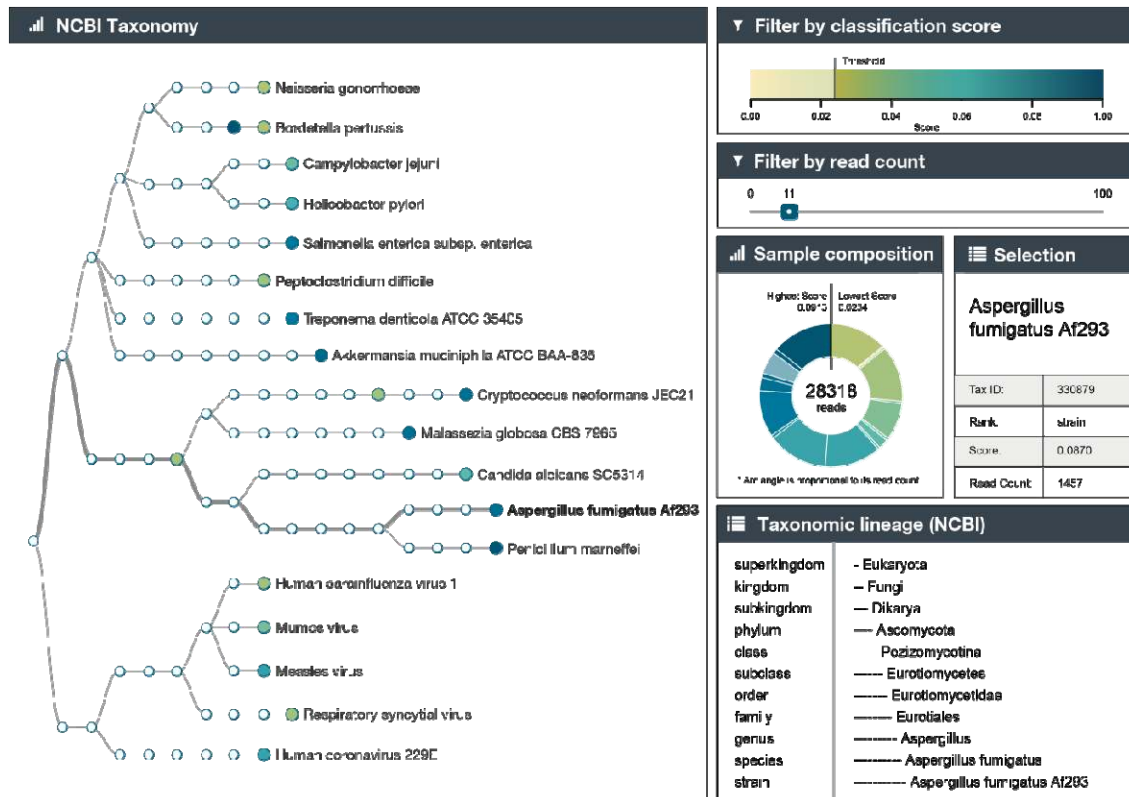 NCBI Taxonomy
Neisseria gonorrhoeae
Bordetella pertussis
Campylobacter jejuni
Helicobacter pylori
Salmonella enterica subsp. enterica
Peptoclostridium difficile
Treponema denticola ATCC 35405
Akkermansia muciniphila ATCC BAA-835
Cryptococcus neoformans JEC21
Malassezia globosa CBS 7966
Candida albicans SC5314
Aspergillus fumigatus Af293
Penicillium marneffei
Human parainfluenza virus 1
Mumps virus
Measles virus
Respiratory syncytial virus
Human coronavirus 229E
Filter by classification score
Threshold
0.00 0.02 0.04 0.06 0.08 1.00
Score
Filter by read count
0 11 100
Sample composition
Highest Score Lowest Score
0.0913 0.0234
28318
reads
* Arc angle is proportional to its read count
Selection
Aspergillus
fumigatus Af293
Tax ID: 330879
Rank: strain
Score: 0.0870
Read Count: 1457
Taxonomic lineage (NCBI)
superkingdom - Eukaryota
kingdom -- Fungi
subkingdom --- Dikarya
phylum ---- Ascomycota
class Pezizomycotina
subclass ------ Eurotiomycetes
order ------- Eurotiomycetidae
family -------- Eurotiales
genus --------- Aspergillus
species ---------- Aspergillus fumigatus
strain ----------- Aspergillus fumigatus Af293